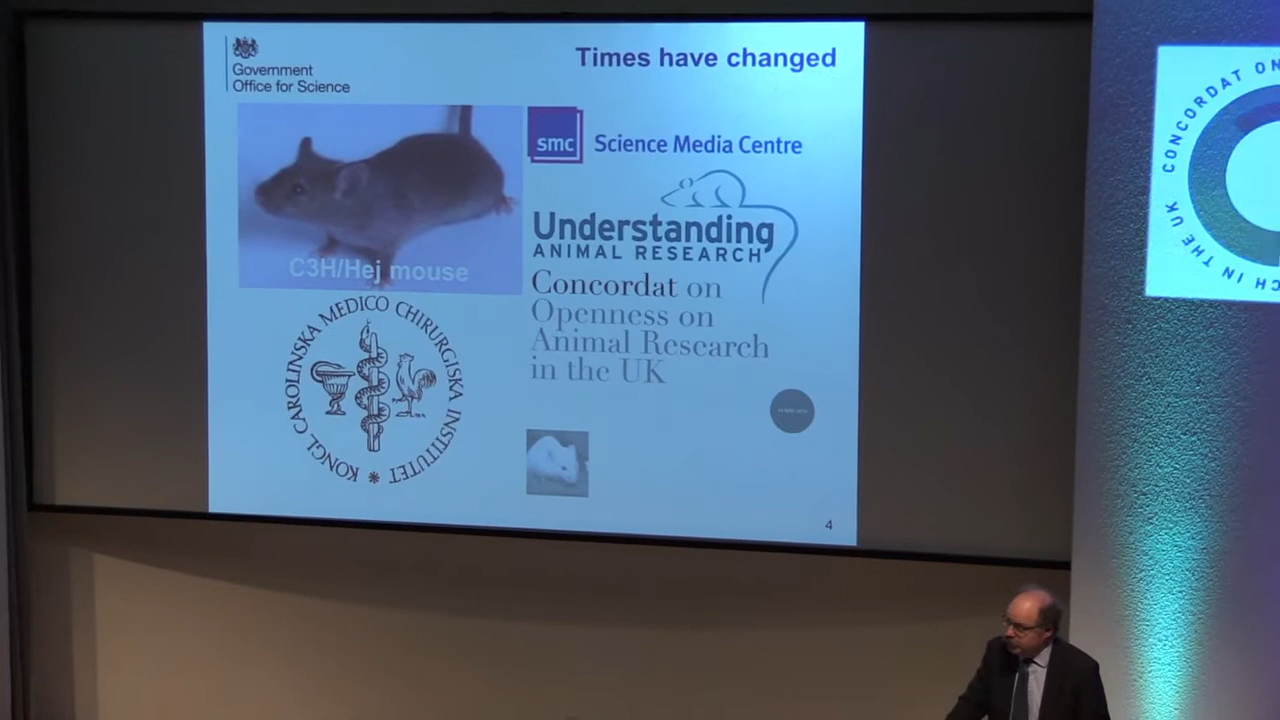 Times have changed
Government
Office for Science
smc
Science Media Centre
Understanding
ANIMAL RESEARCH
C3H/Hej mouse
Concordat on
Openness on
Animal Research
in the UK
KONGL CAROLINSKA MEDICO CHIRURGISKA INSTITUTET
4
CH IN THE UK CONCORDAT ON